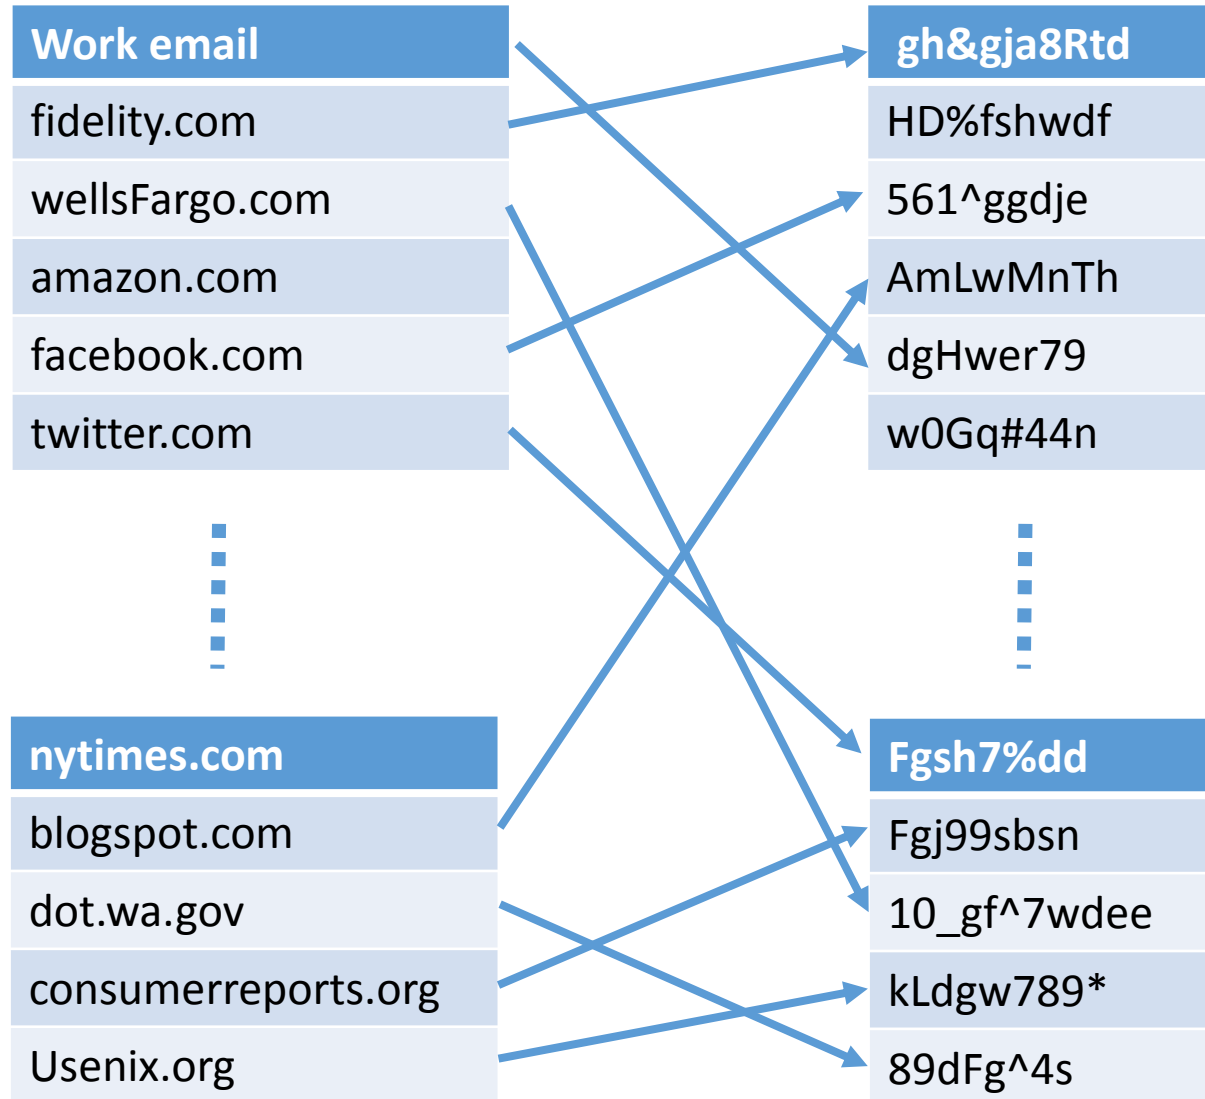 Work email
fidelity.com
wellsFargo.com
amazon.com
facebook.com
twitter.com
nytimes.com
blogspot.com
dot.wa.gov
consumerreports.org
Usenix.org
gh&gja8Rtd
HD%fshwdf
561^ggdje
AmLwMnTh
dgHwer79
w0Gq#44n
Fgsh7%dd
Fgj99sbsn
10_gf^7wdee
kLdgw789*
89dFg^4s